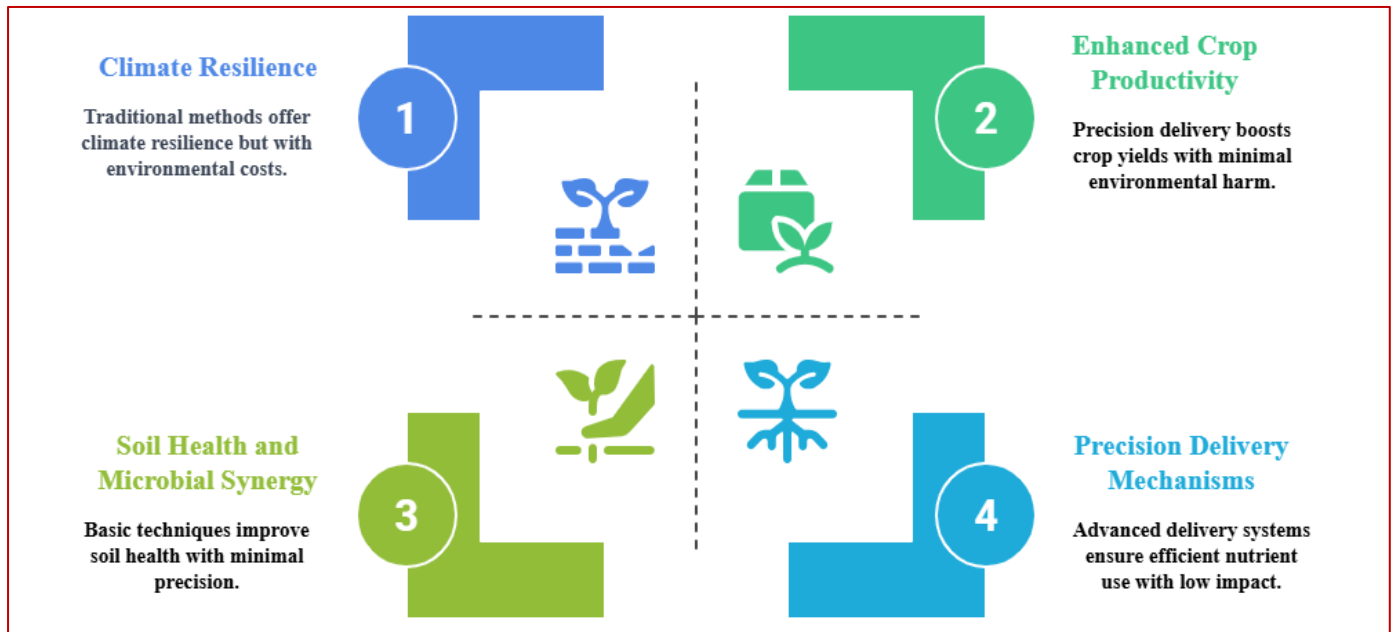 Climate Resilience
Traditional methods offer
climate resilience but with
environmental costs.
1
2
Enhanced Crop
Productivity
Precision delivery boosts
crop yields with minimal
environmental harm.
Soil Health and
Microbial Synergy
Basic techniques improve
soil health with minimal
precision.
3
4
Precision Delivery
Mechanisms
Advanced delivery systems
ensure efficient nutrient
use with low impact.